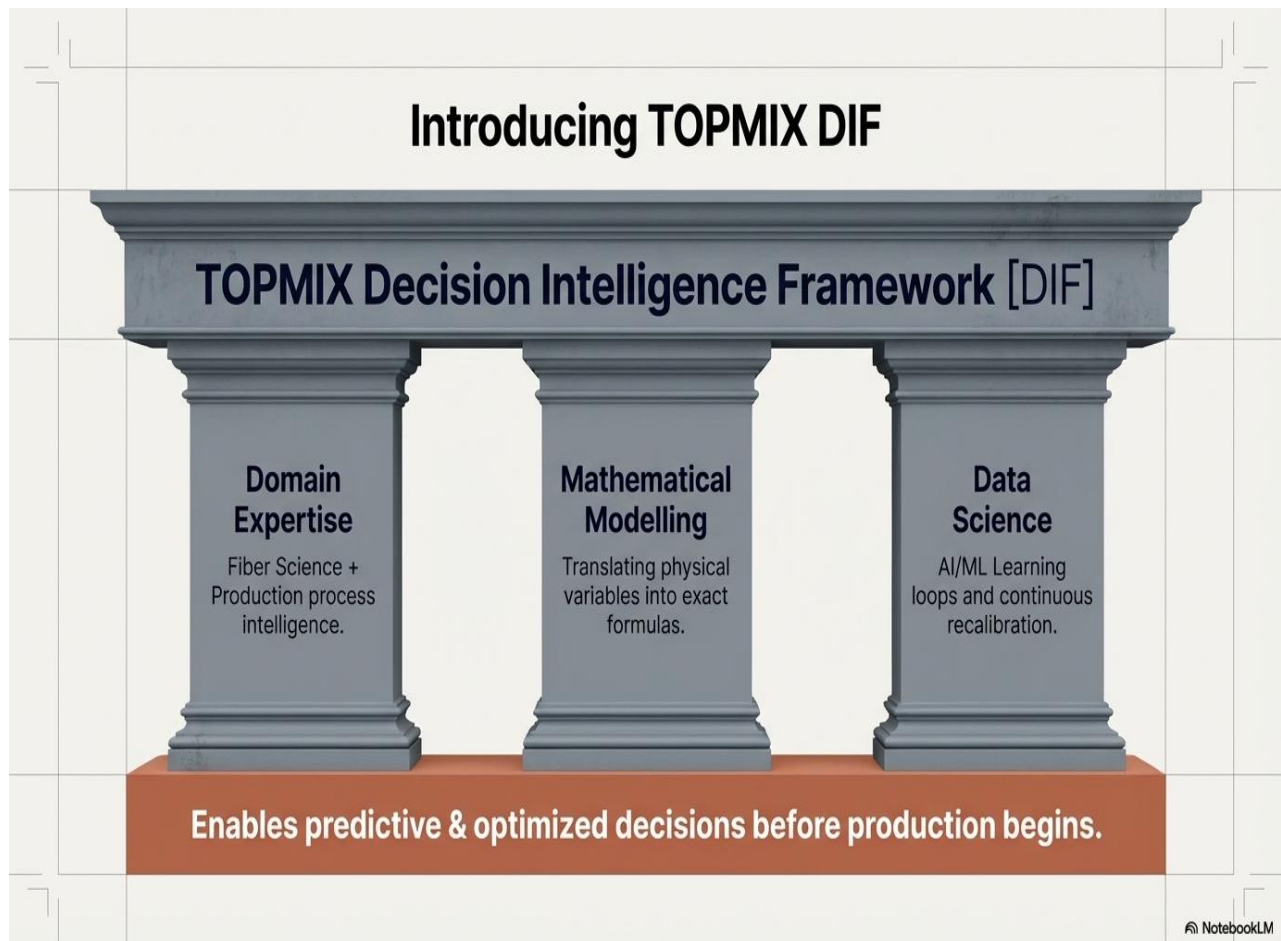 Introducing TOPMIX DIF
TOPMIX Decision Intelligence Framework [DIF]
Domain
Expertise
Fiber Science +
Production process
intelligence.
Mathematical
Modelling
Translating physical
variables into exact
formulas.
Data
Science
AI/ML Learning
loops and continuous
recalibration.
Enables predictive & optimized decisions before production begins.
NotebookLM